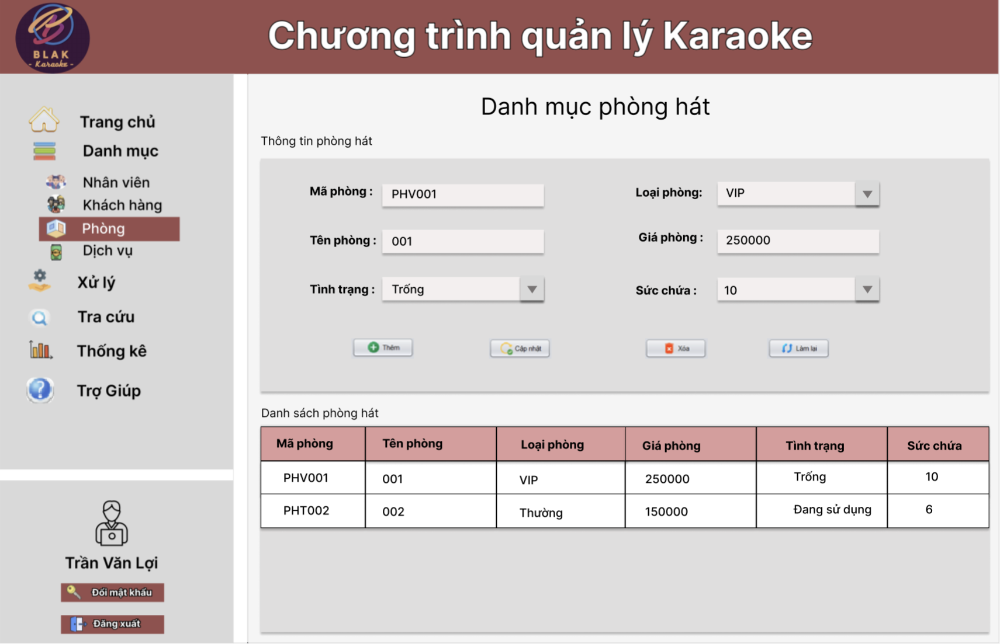 BLAK
- Karaoke -
Chương trình quản lý Karaoke
Trang chủ
Danh mục
Nhân viên
Khách hàng
Phòng
Dịch vụ
Xử lý
Tra cứu
Thống kê
Trợ Giúp
Trần Văn Lợi
Đổi mật khẩu
Đăng xuất
Danh mục phòng hát
Thông tin phòng hát
Mã phòng : PHV001 Loại phòng: VIP
Tên phòng : 001 Giá phòng : 250000
Tình trạng : Trống Sức chứa : 10
Thêm Cập nhật Xóa Làm lại
Danh sách phòng hát
Mã phòng Tên phòng Loại phòng Giá phòng Tình trạng Sức chứa
PHV001 001 VIP 250000 Trống 10
PHT002 002 Thường 150000 Đang sử dụng 6